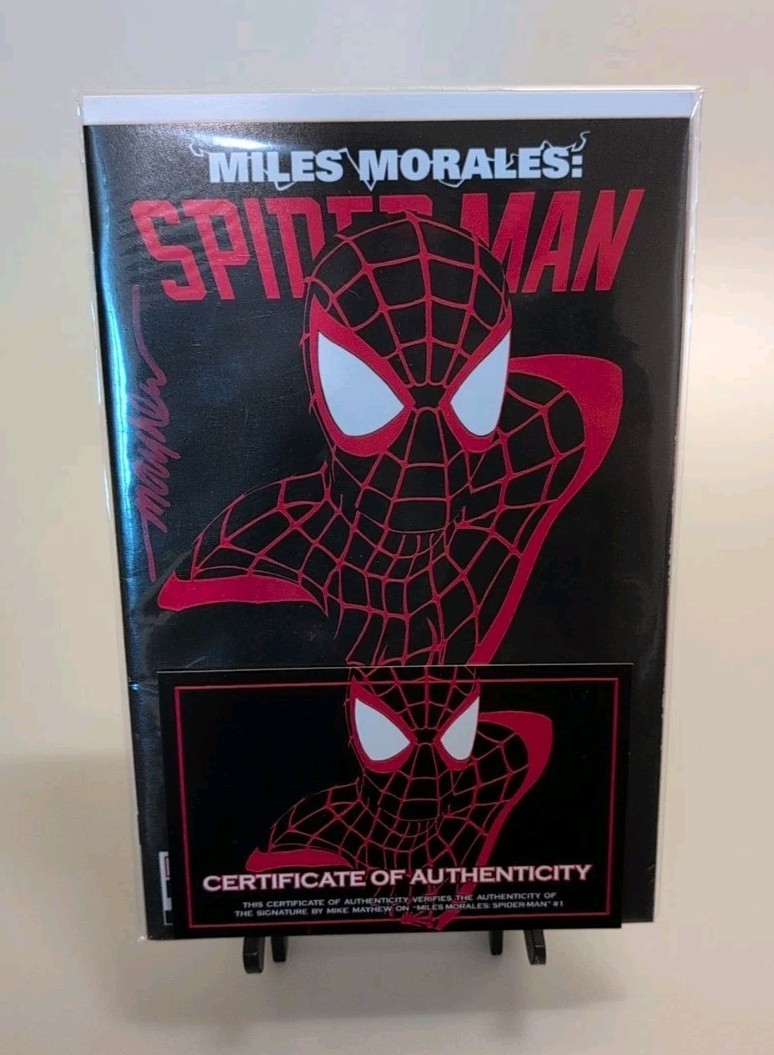 MILES MORALES:
SPIDER-MAN
mayhew
CERTIFICATE OF AUTHENTICITY
THIS CERTIFICATE OF AUTHENTICITY VERIFIES THE AUTHENTICITY OF
THE SIGNATURE BY MIKE MAYHEW ON "MILES MORALES: SPIDER-MAN" #1